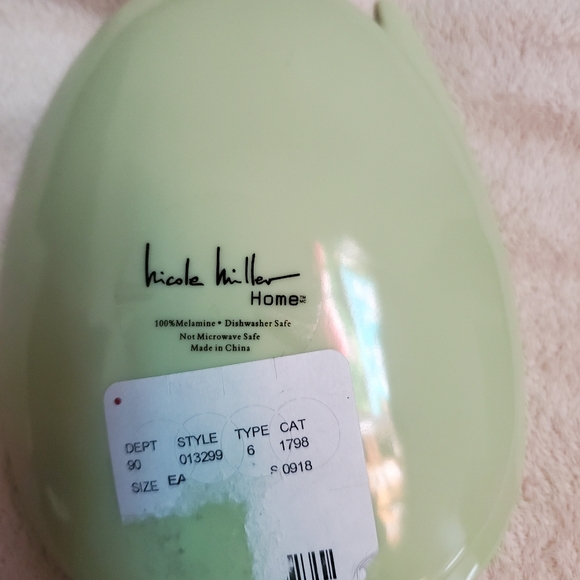 nicole miller
Home™
100%Melamine • Dishwasher Safe
Not Microwave Safe
Made in China
DEPT STYLE TYPE CAT
90 013299 6 1798
SIZE EA S 0918